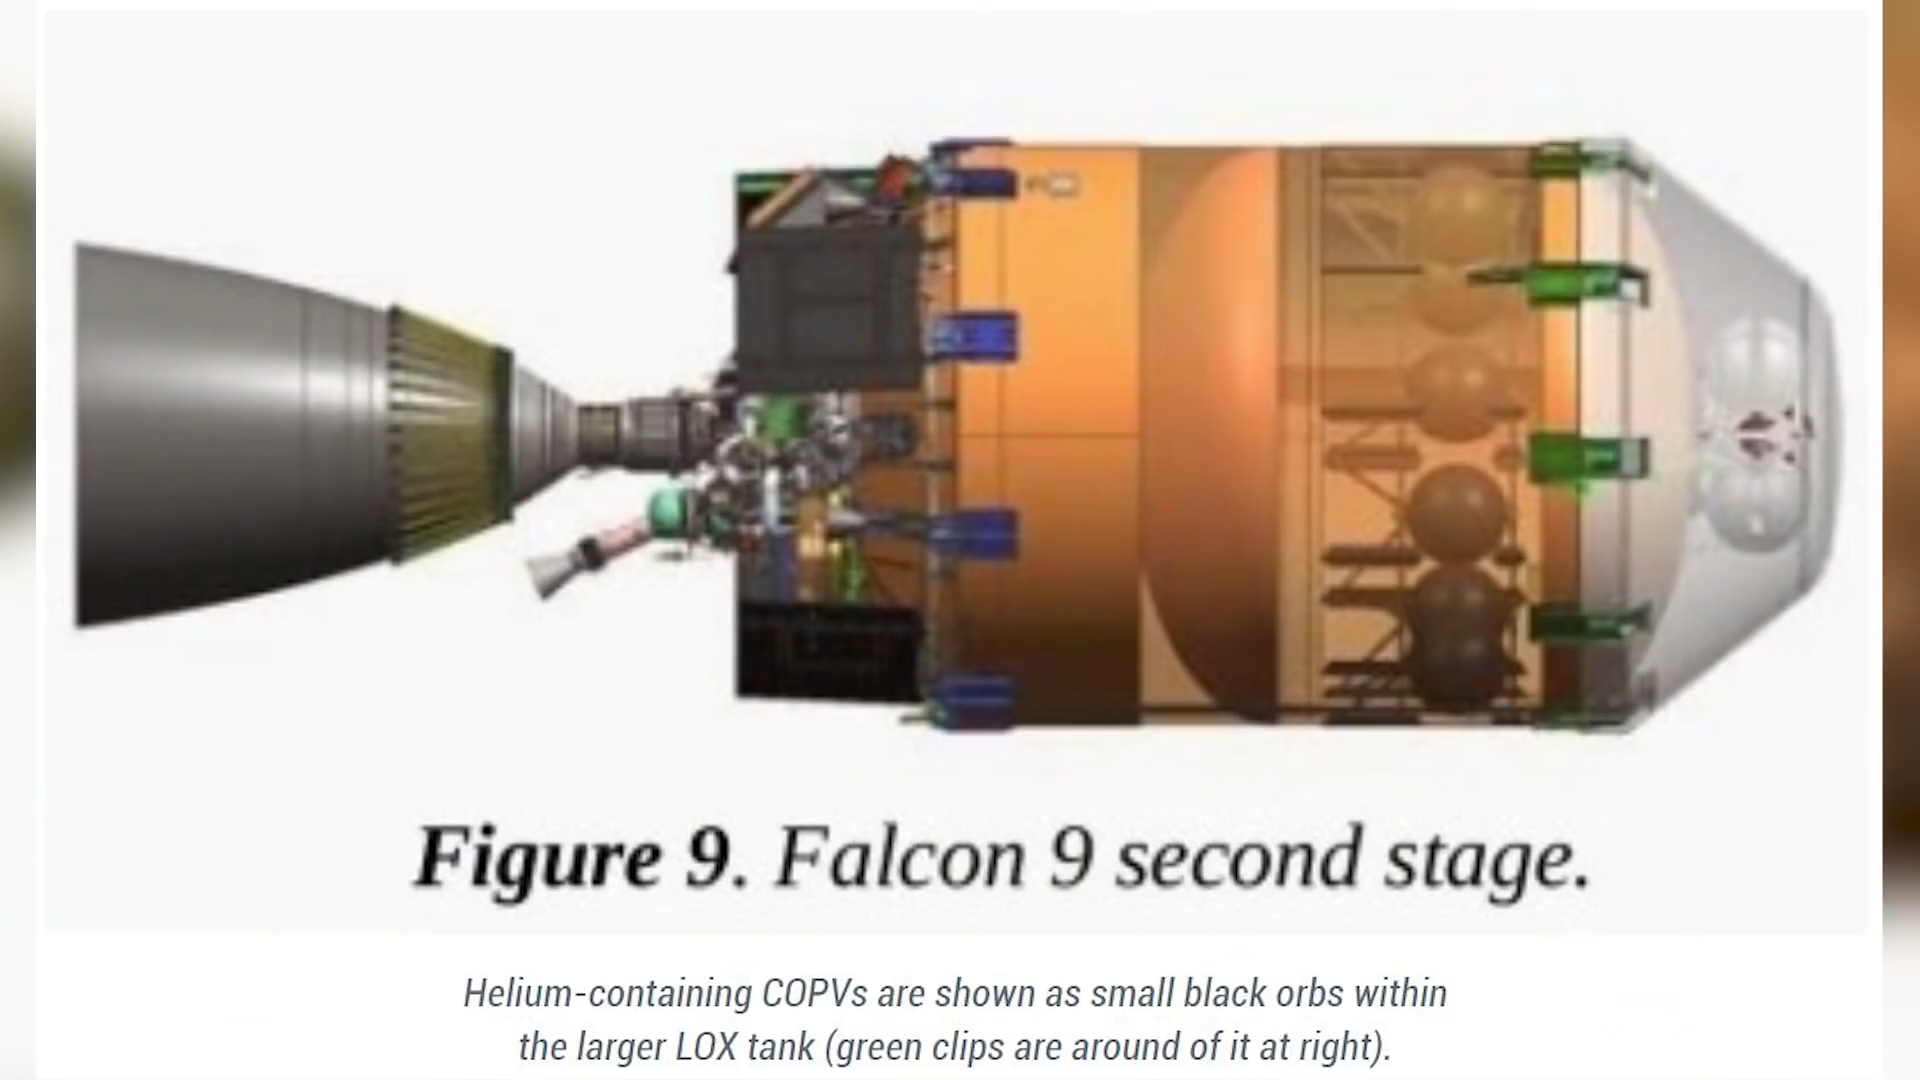 Figure 9. Falcon 9 second stage.
Helium-containing COPVs are shown as small black orbs within
the larger LOX tank (green clips are around of it at right).